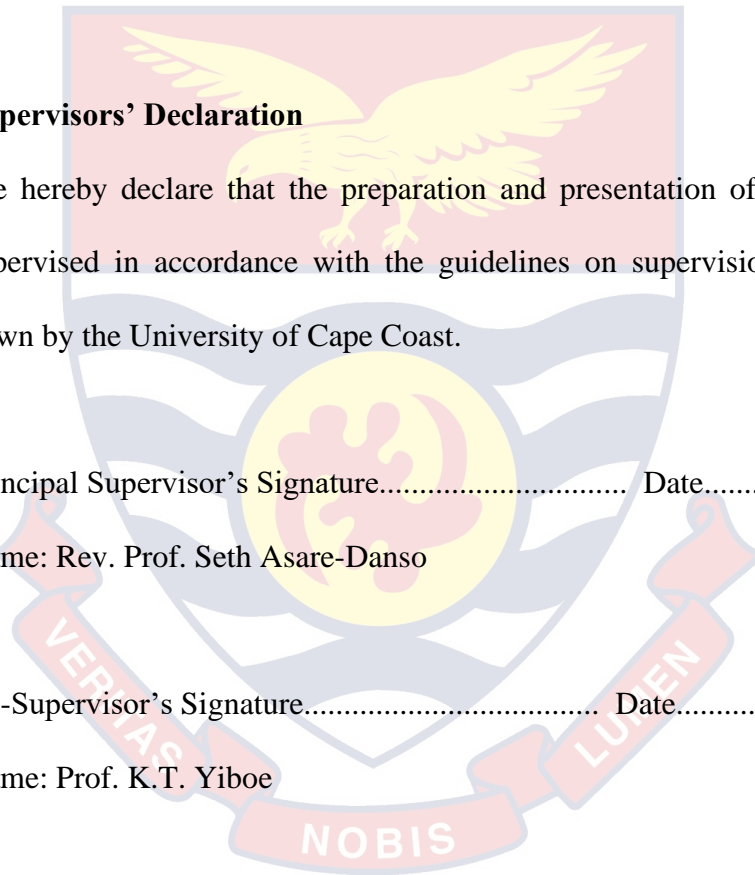 pervisors’ Declaration
e hereby declare that the preparation and presentation of
pervised in accordance with the guidelines on supervisio
wn by the University of Cape Coast.
ncipal Supervisor’s Signature............................ Date.......
me: Rev. Prof. Seth Asare-Danso
-Supervisor’s Signature................................. Date..........
me: Prof. K.T. Yiboe
VERITAS
NOBIS
LUMEN